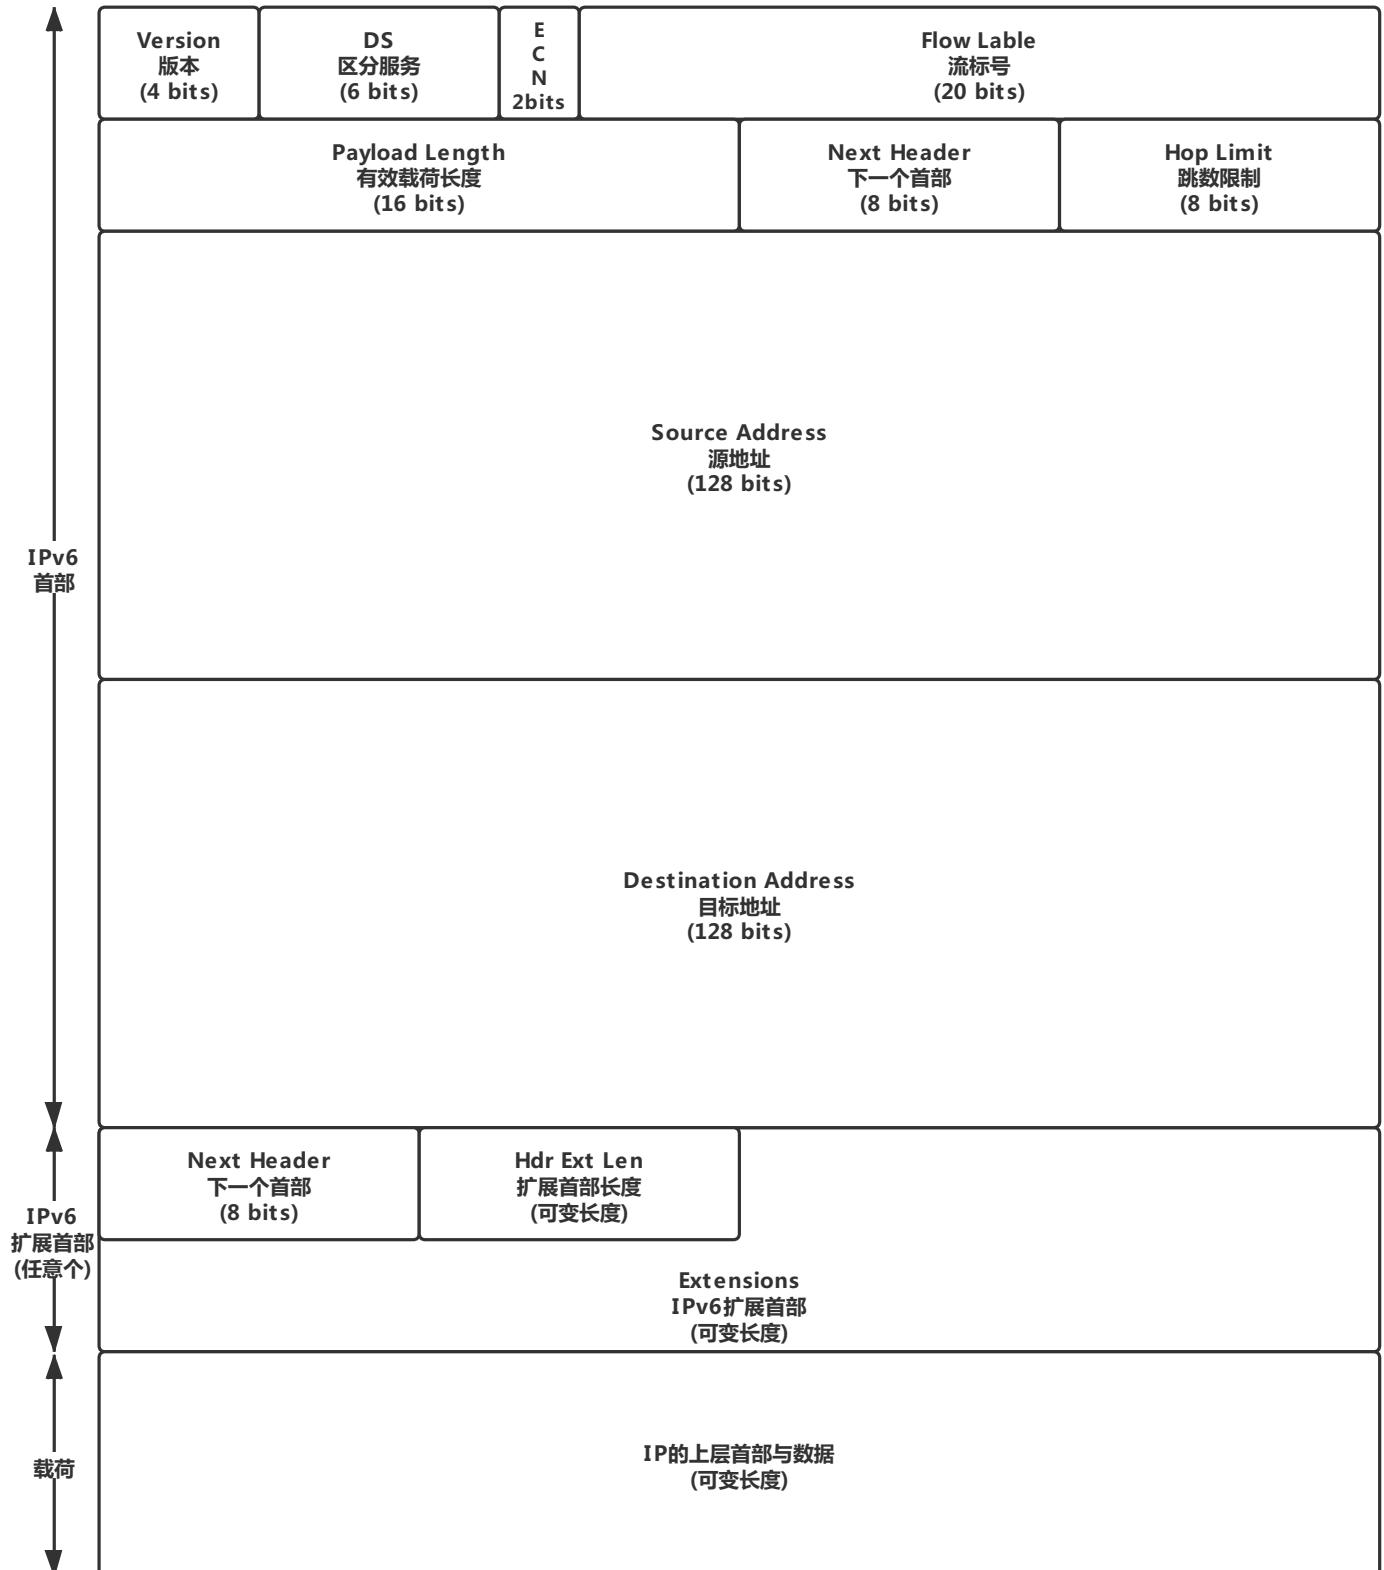 Version
版本
(4 bits)
DS
区分服务
(6 bits)
E
C
N
2bits
Flow Lable
流标号
(20 bits)
Payload Length
有效载荷长度
(16 bits)
Next Header
下一个首部
(8 bits)
Hop Limit
跳数限制
(8 bits)
Source Address
源地址
(128 bits)
IPv6
首部
Destination Address
目标地址
(128 bits)
Next Header
下一个首部
(8 bits)
Hdr Ext Len
扩展首部长度
(可变长度)
IPv6
扩展首部
(任意个)
Extensions
IPv6扩展首部
(可变长度)
载荷
IP的上层首部与数据
(可变长度)